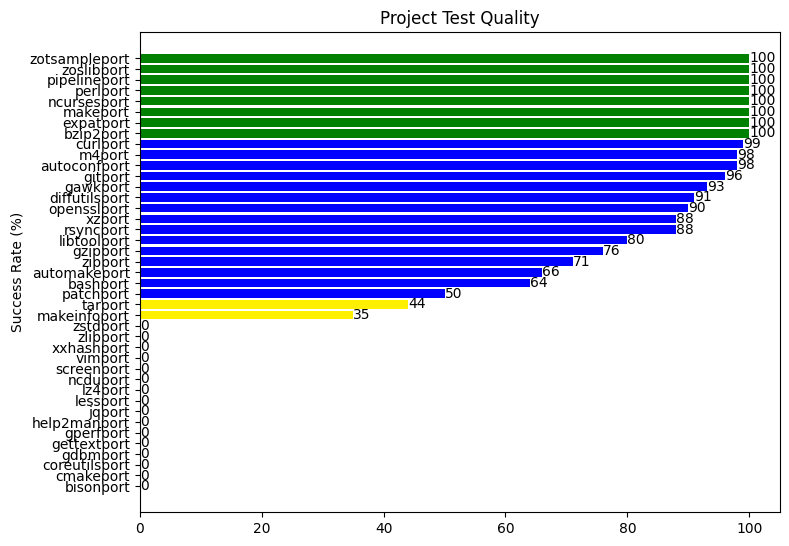 Project Test Quality
Success Rate (%)
zotsampleport 100
zoslibport 100
pipelineport 100
perlport 100
ncursesport 100
makeport 100
expatport 100
bzip2port 100
curlport 99
m4port 98
autoconfport 98
gitport 96
gawkport 93
diffutilsport 91
opensslport 90
xzport 88
rsyncport 88
libtoolport 80
gzipport 76
zipport 71
automakeport 66
bashport 64
patchport 50
tarport 44
makeinfoport 35
zstdport 0
zlibport 0
xxhashport 0
vimport 0
screenport 0
ncduport 0
lz4port 0
lessport 0
jqport 0
help2manport 0
gperfport 0
gettextport 0
gdbmport 0
coreutilsport 0
cmakeport 0
bisonport 0
0 20 40 60 80 100